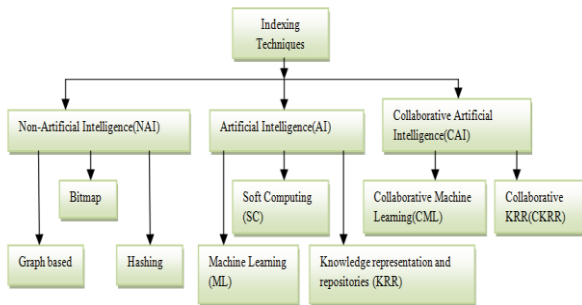 Indexing
Techniques
Non-Artificial Intelligence(NAI)
Artificial Intelligence(AI)
Collaborative Artificial
Intelligence(CAI)
Bitmap
Soft Computing
(SC)
Collaborative Machine
Learning(CML)
Collaborative
KRR(CKRR)
Graph based
Hashing
Machine Learning
(ML)
Knowledge representation and
repositories (KRR)